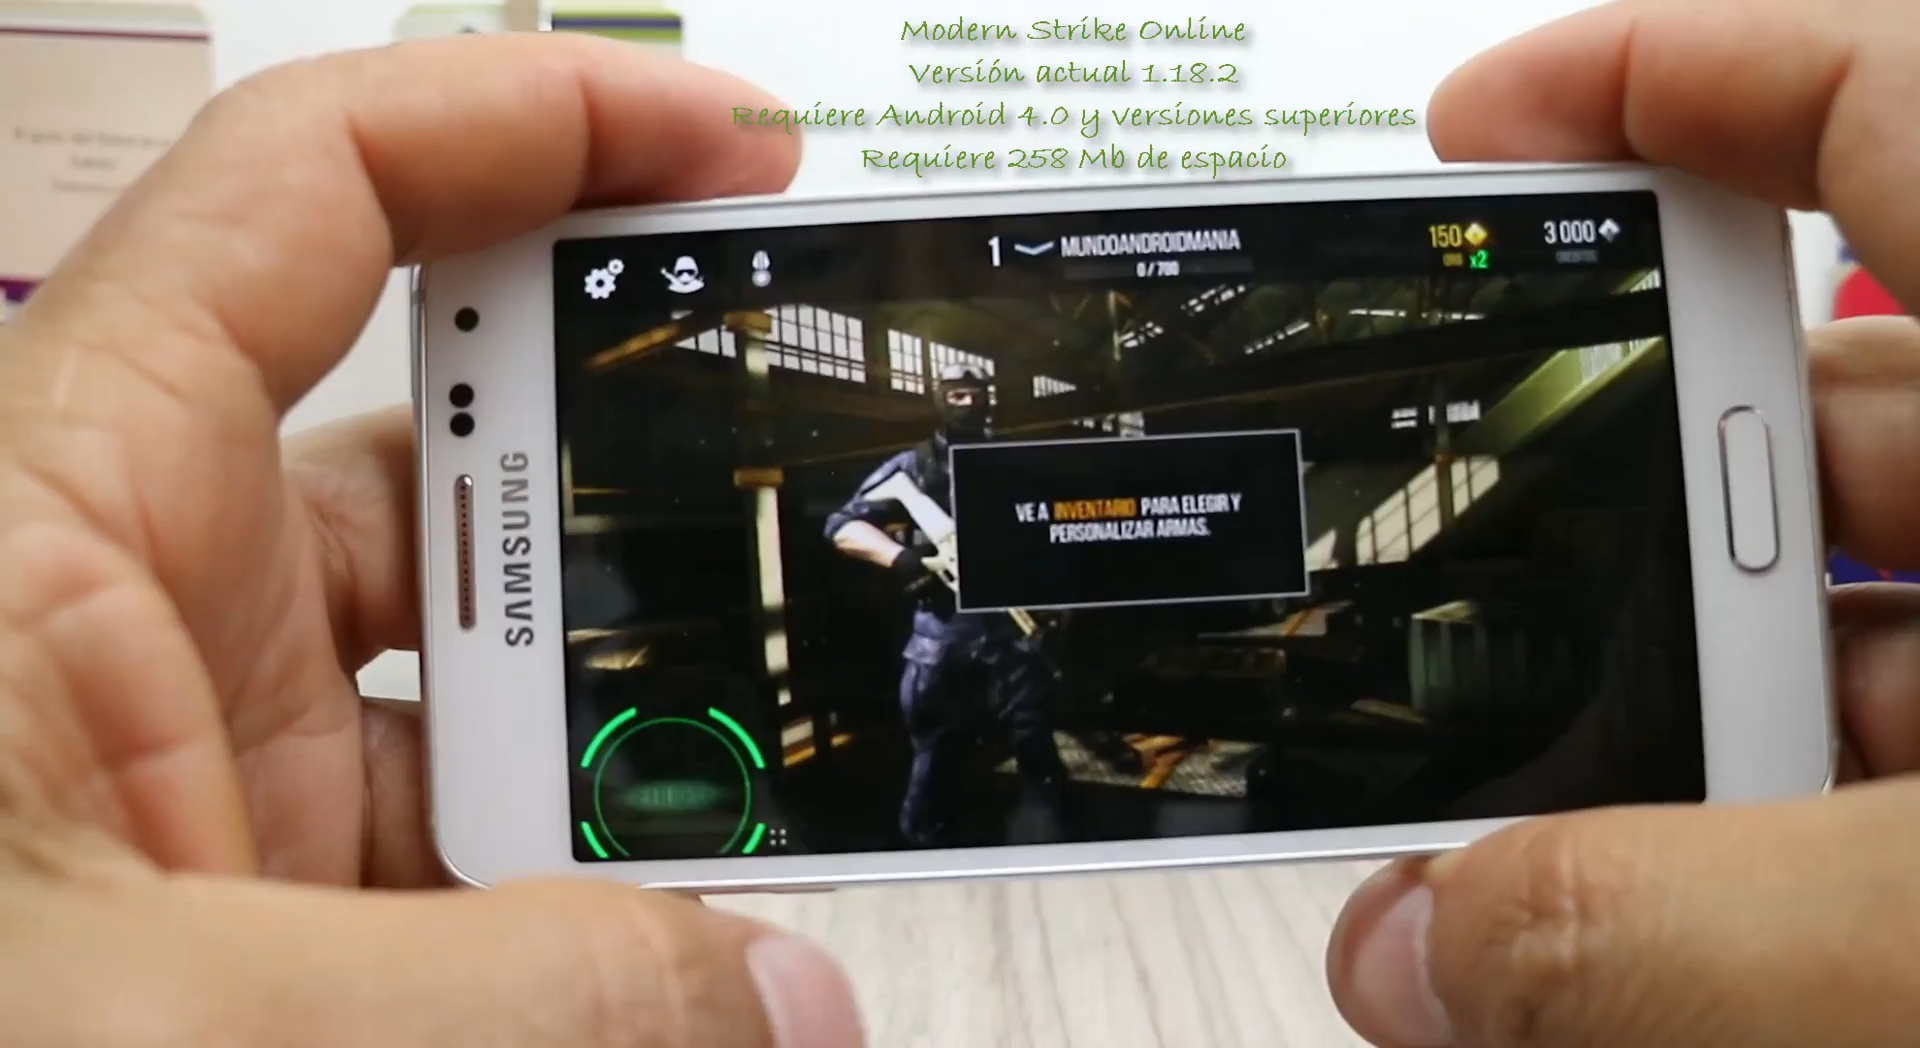 Modern Strike Online
Versión actual 1.18.2
Requiere Android 4.0 y versiones superiores
Requiere 258 Mb de espacio
1 MUNDOANDROIDMANIA
0 / 700
150
x2
3 000
VE A INVENTARIO PARA ELEGIR Y
PERSONALIZAR ARMAS.
SAMSUNG